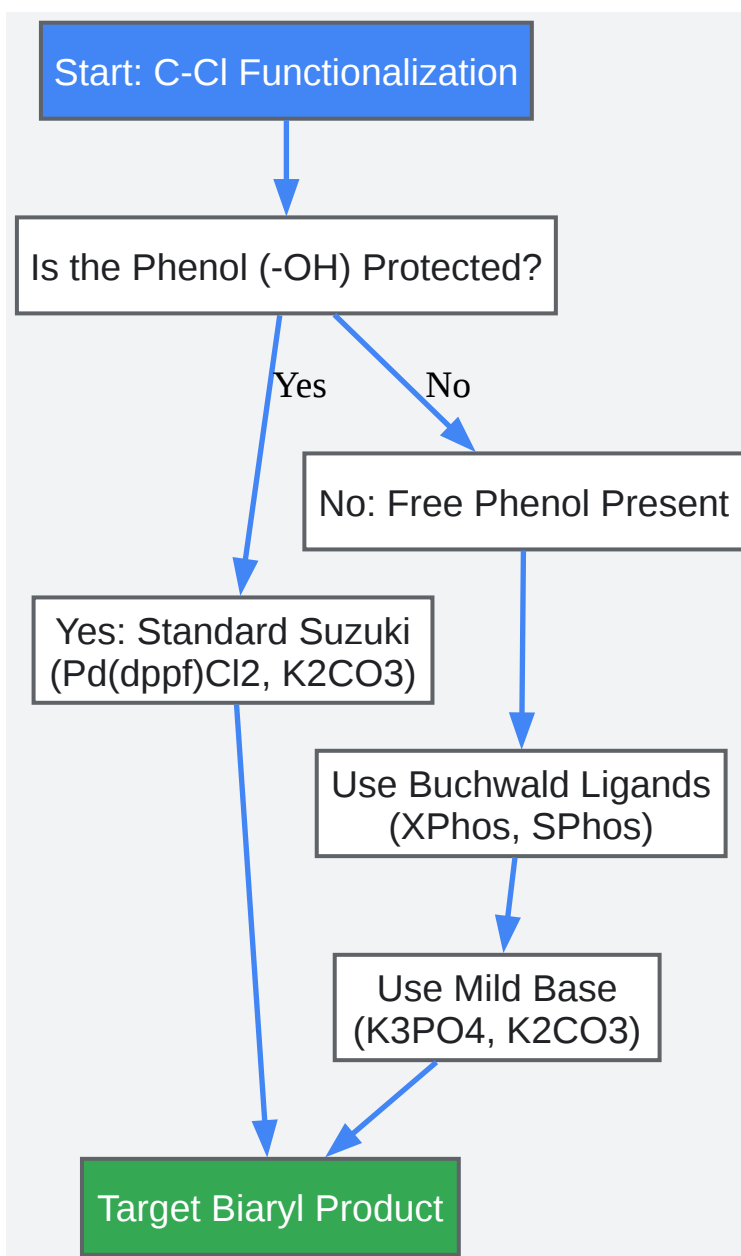 Start: C-Cl Functionalization
Is the Phenol (-OH) Protected?
Yes
No
No: Free Phenol Present
Yes: Standard Suzuki
(Pd(dppf)Cl2, K2CO3)
Use Buchwald Ligands
(XPhos, SPhos)
Use Mild Base
(K3PO4, K2CO3)
Target Biaryl Product